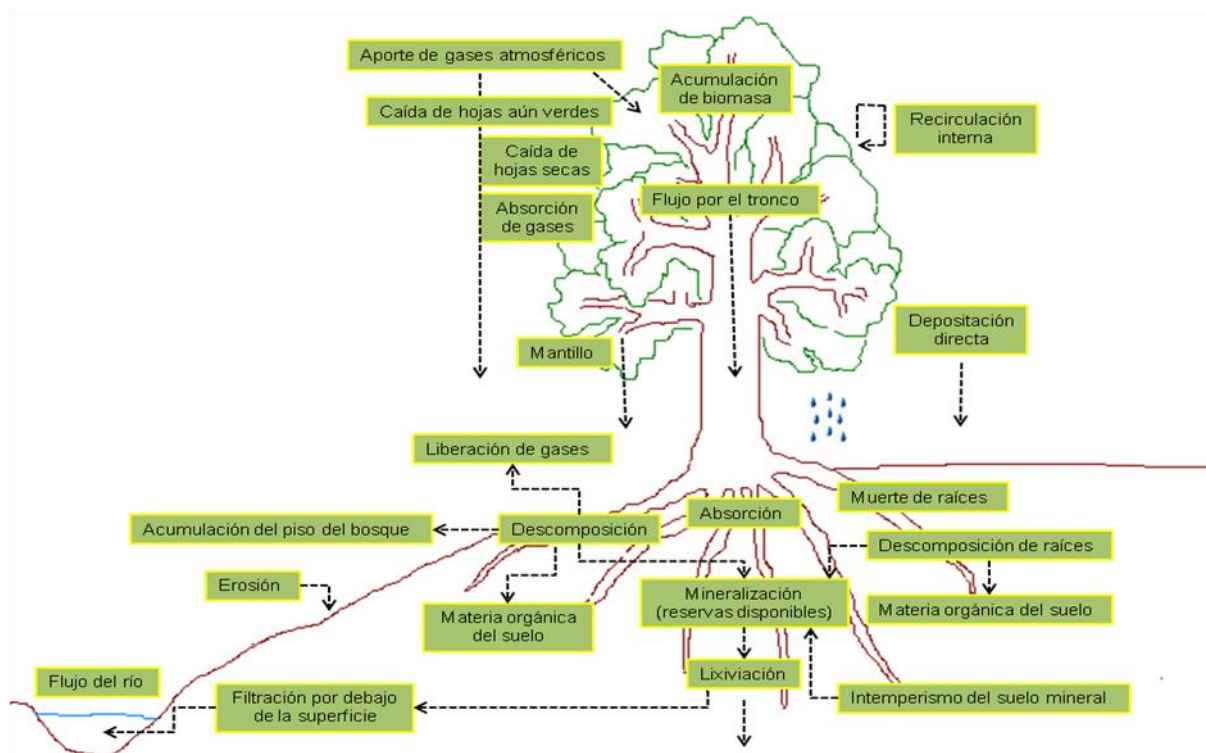 Aporte de gases atmosféricos
Acumulación
de biomasa
Caída de hojas aún verdes
Recirculación
interna
Caída de
hojas secas
Flujo por el tronco
Absorción
de gases
Depositación
directa
Mantillo
Liberación de gases
Muerte de raíces
Acumulación del piso del bosque
Descomposición
Absorción
Descomposición de raíces
Erosión
Mineralización
(reservas disponibles)
Materia orgánica del suelo
Materia orgánica
del suelo
Flujo del río
Filtración por debajo
de la superficie
Lixiviación
Intemperismo del suelo mineral